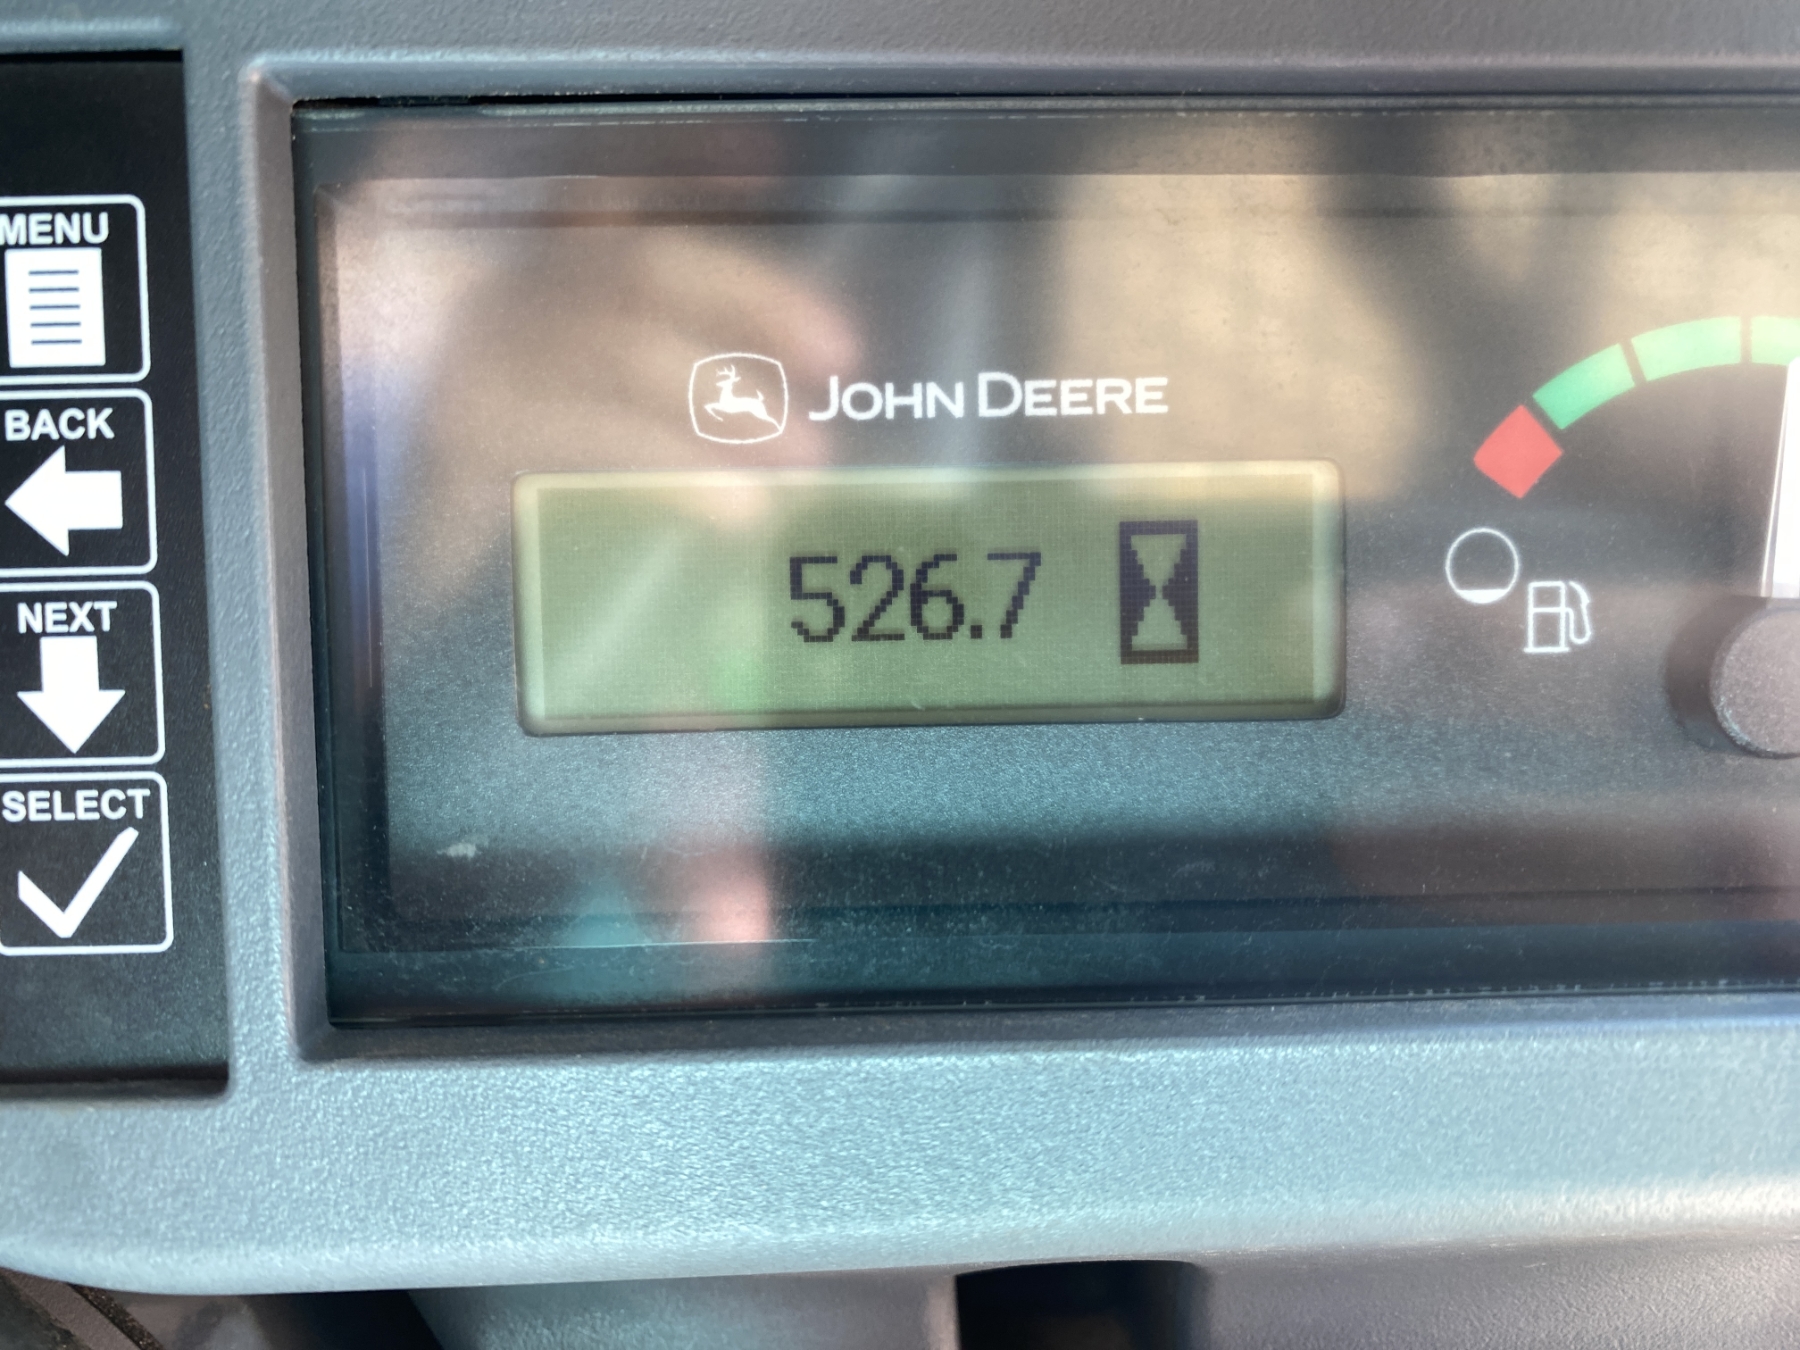 MENU
BACK
NEXT
SELECT
JOHN DEERE
526.7